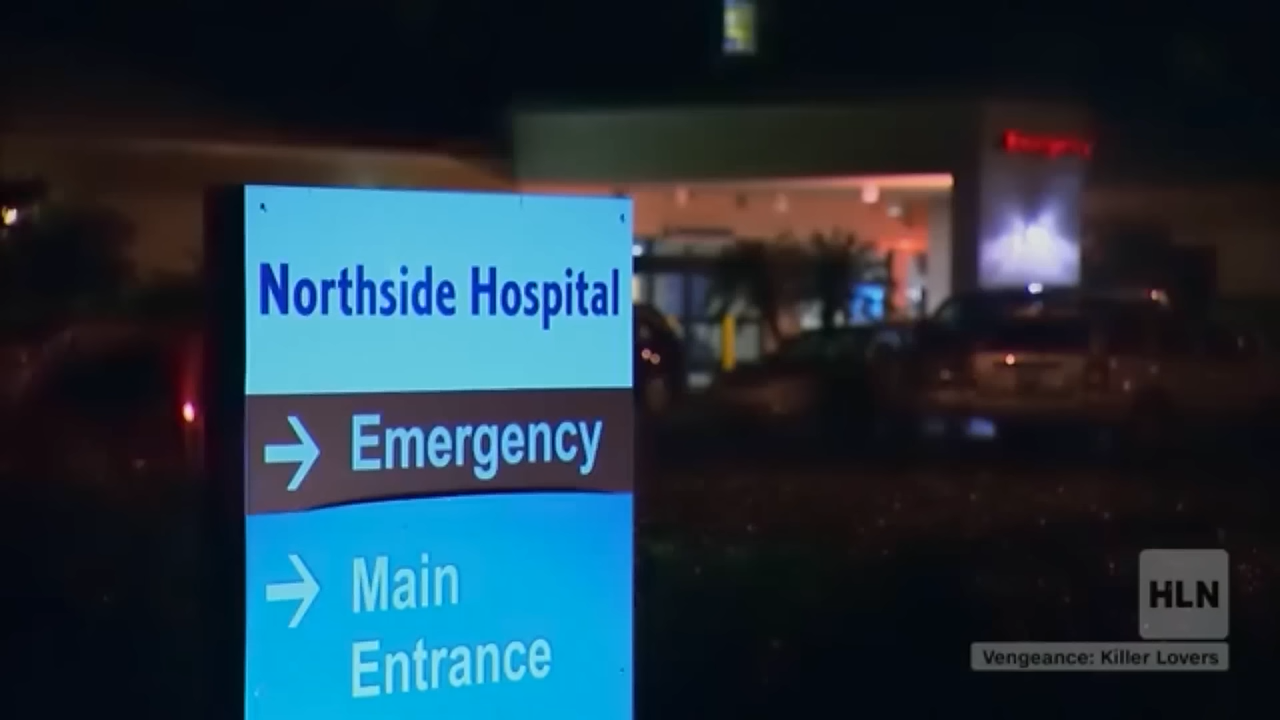 Emergency
Northside Hospital
→ Emergency
→ Main
Entrance
HLN
Vengeance: Killer Lovers